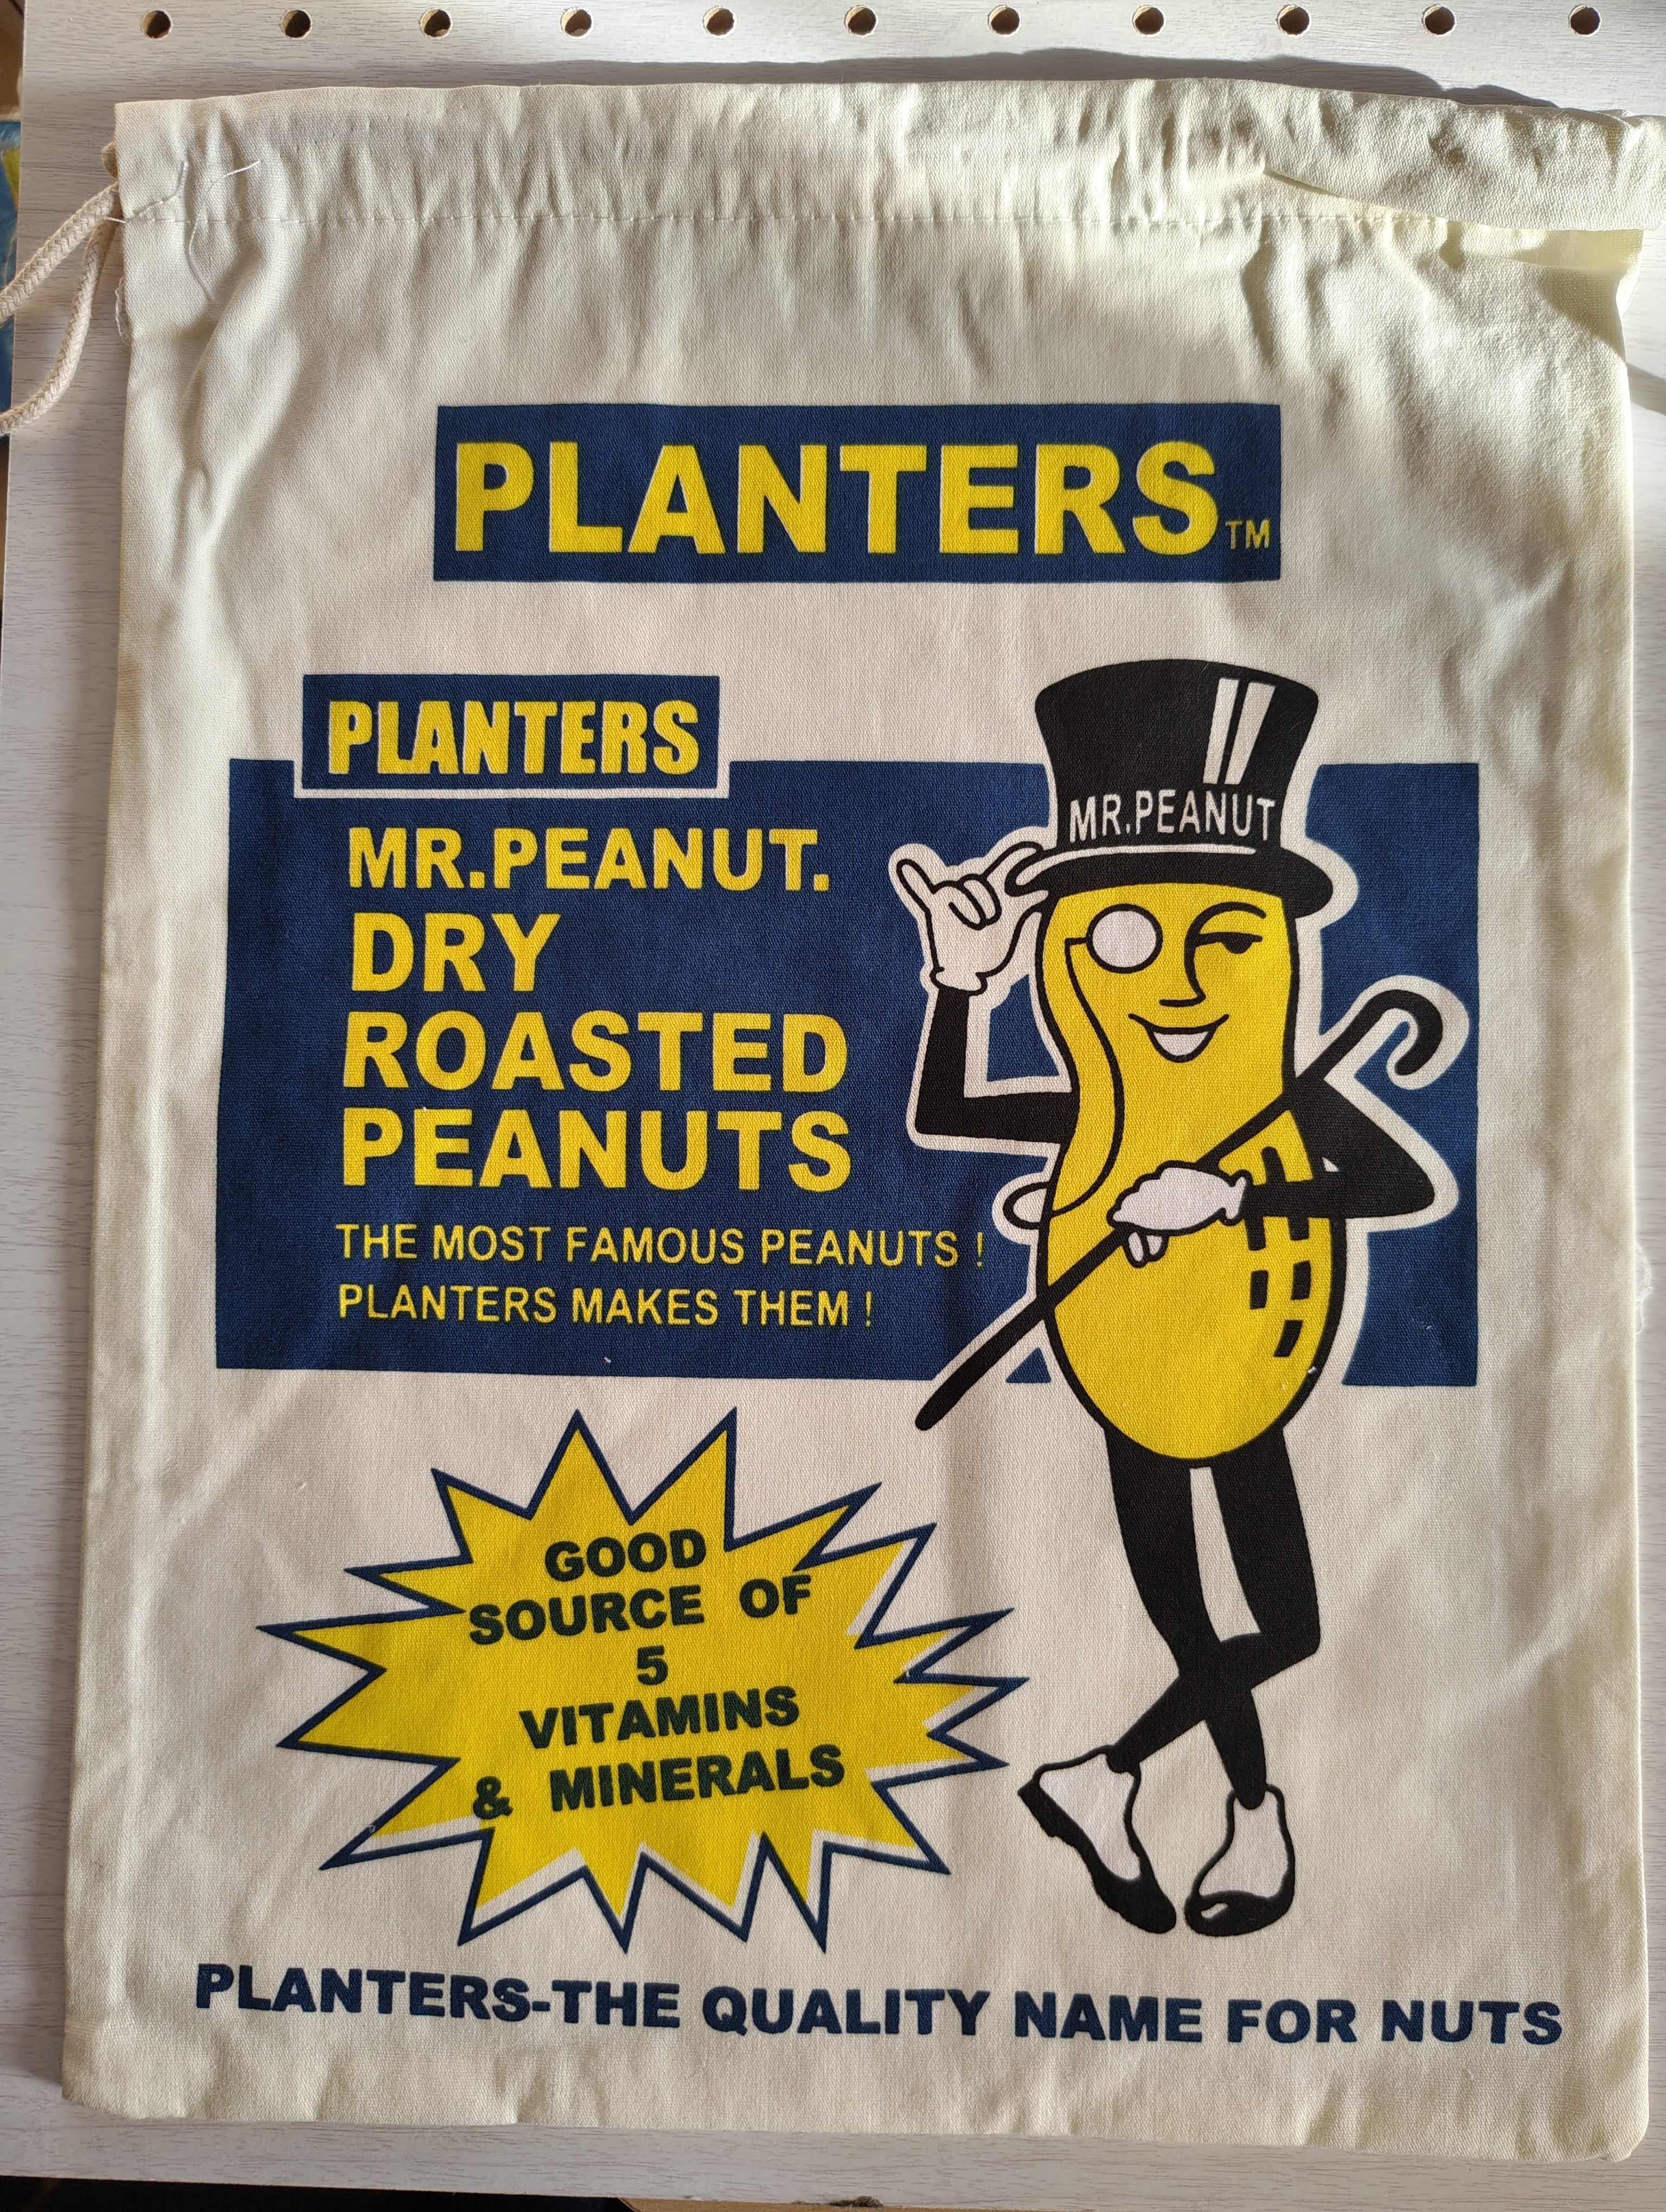 PLANTERS™
PLANTERS
MR.PEANUT.
DRY
ROASTED
PEANUTS
THE MOST FAMOUS PEANUTS !
PLANTERS MAKES THEM !
MR.PEANUT
GOOD
SOURCE OF
5
VITAMINS
& MINERALS
PLANTERS-THE QUALITY NAME FOR NUTS